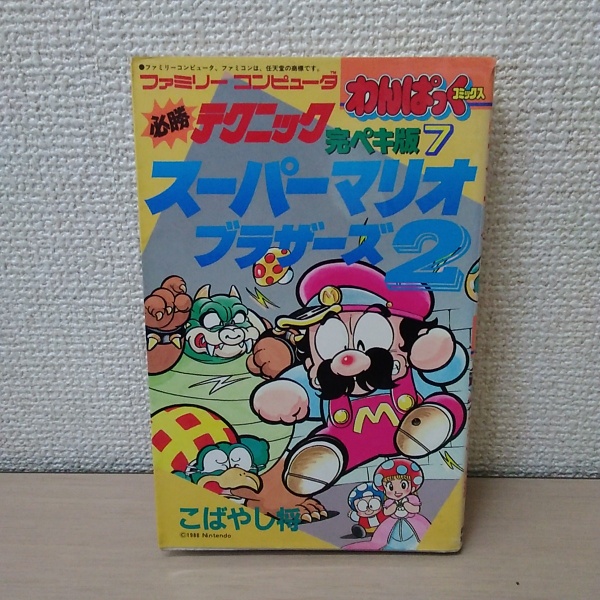 ●ファミリーコンピュータ、ファミコンは、任天堂の商標です。
ファミリーコンピュータ™
わんぱっくコミックス
必勝テクニック
完ペキ版7
スーパーマリオ
ブラザーズ2
M
M
こばやし将
©1986 Nintendo